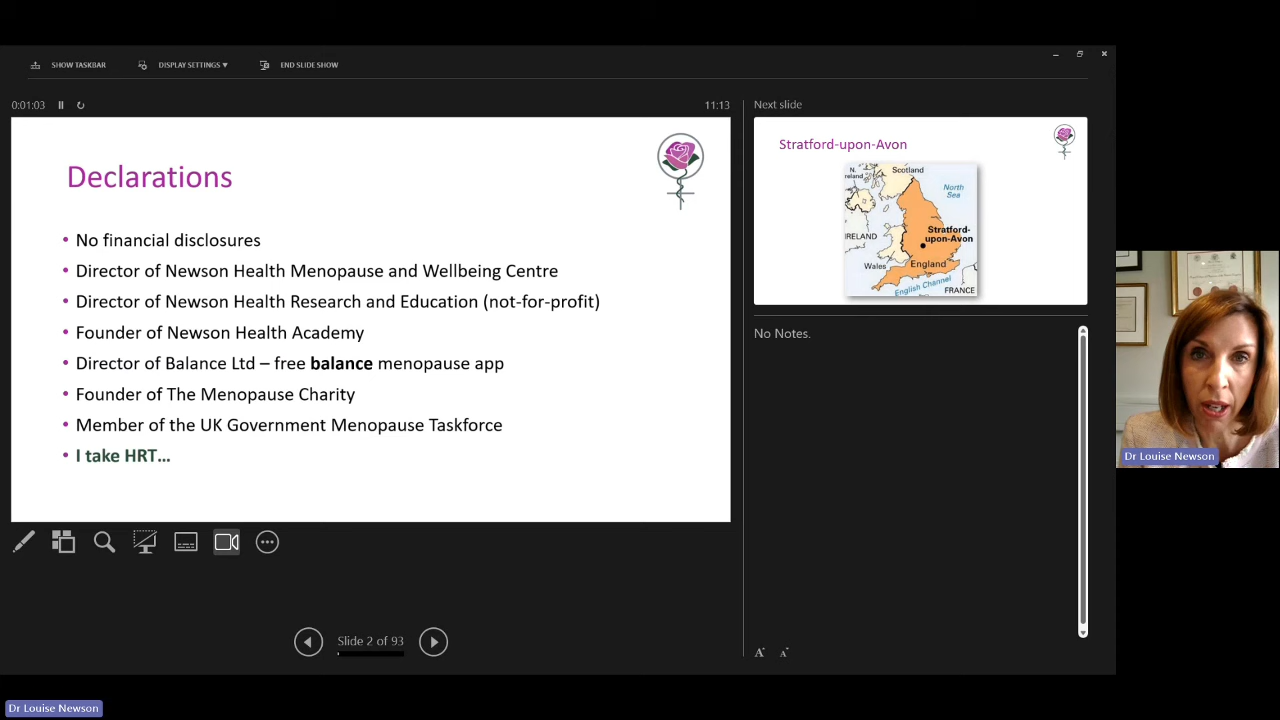 SHOW TASKBAR
DISPLAY SETTINGS ▾
END SLIDE SHOW
0:01:03
11:13
Declarations
• No financial disclosures
• Director of Newson Health Menopause and Wellbeing Centre
• Director of Newson Health Research and Education (not-for-profit)
• Founder of Newson Health Academy
• Director of Balance Ltd – free balance menopause app
• Founder of The Menopause Charity
• Member of the UK Government Menopause Taskforce
• I take HRT…
Slide 2 of 93
Next slide
Stratford-upon-Avon
Scotland
N.
reland
North
Sea
IRELAND
Stratford-
upon-Avon
Wales
England
English Channel
FRANCE
No Notes.
A
A
Dr Louise Newson
Dr Louise Newson